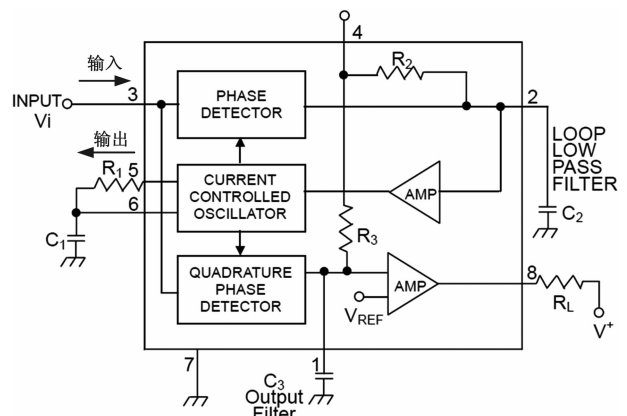 4
输入
R2
PHASE
DETECTOR
INPUT
Vi
3
2
输出
LOOP
LOW
PASS
FILTER
R1
5
6
CURRENT
CONTROLLED
OSCILLATOR
AMP
C1
C2
R3
QUADRATURE
PHASE
DETECTOR
AMP
8
VREF
RL
V+
7
1
C3
Output
Filter